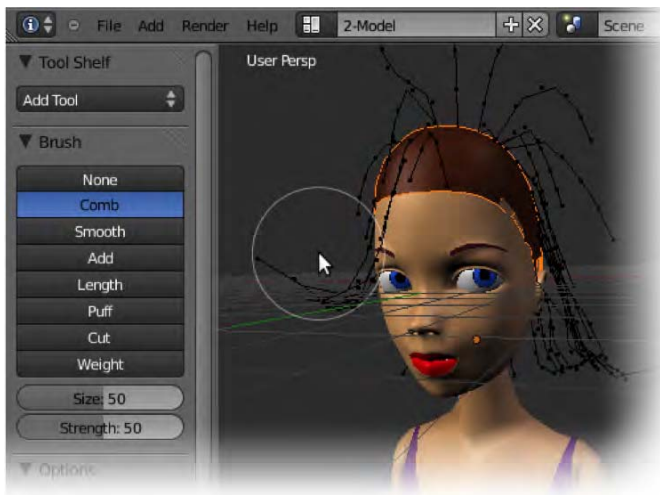 File Add Render Help 2-Model Scene
Tool Shelf
User Persp
Add Tool
Brush
None
Comb
Smooth
Add
Length
Puff
Cut
Weight
Size: 50
Strength: 50
Options